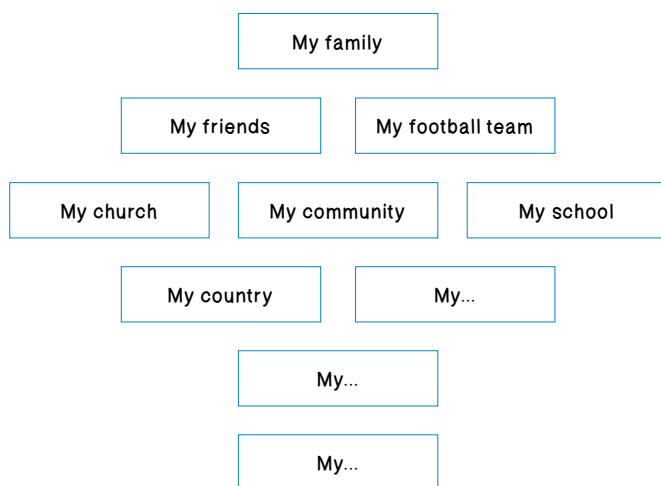 My family
My friends
My football team
My church
My community
My school
My country
My...
My...
My...